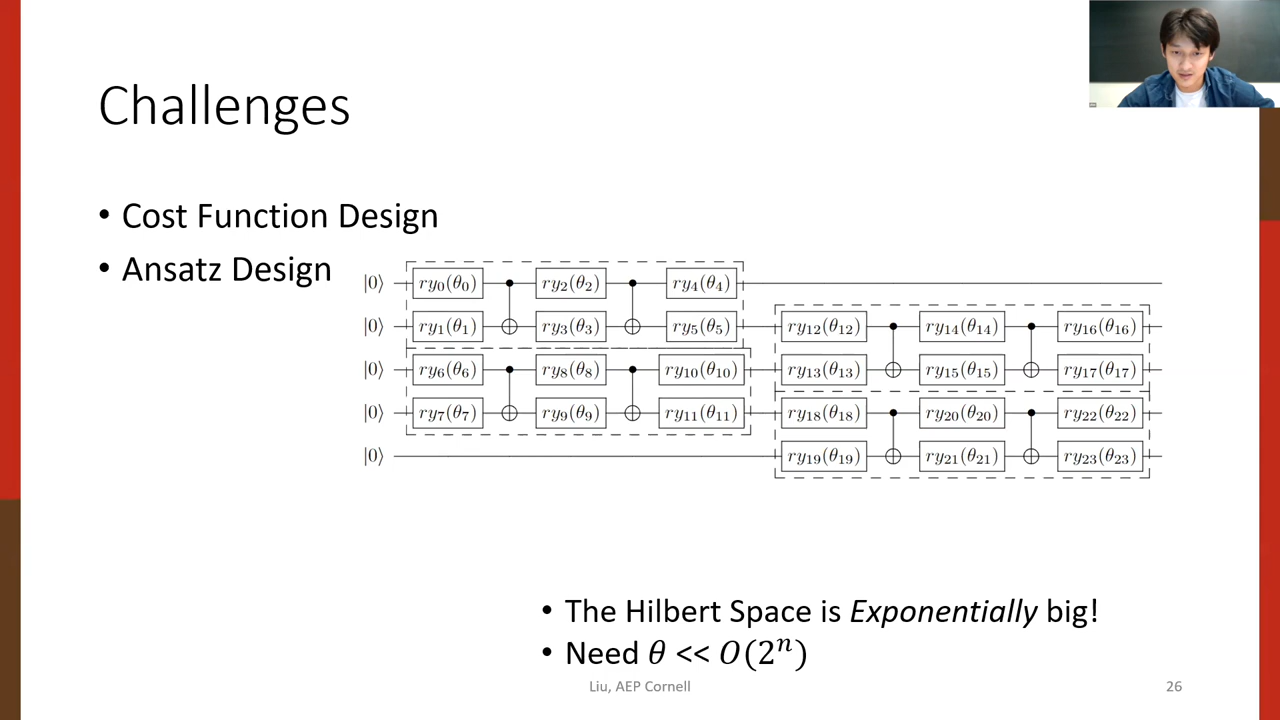 Challenges
• Cost Function Design
• Ansatz Design
|0⟩ ry₀(θ₀) ry₂(θ₂) ry₄(θ₄)
|0⟩ ry₁(θ₁) ry₃(θ₃) ry₅(θ₅) ry₁₂(θ₁₂) ry₁₄(θ₁₄) ry₁₆(θ₁₆)
|0⟩ ry₆(θ₆) ry₈(θ₈) ry₁₀(θ₁₀) ry₁₃(θ₁₃) ry₁₅(θ₁₅) ry₁₇(θ₁₇)
|0⟩ ry₇(θ₇) ry₉(θ₉) ry₁₁(θ₁₁) ry₁₈(θ₁₈) ry₂₀(θ₂₀) ry₂₂(θ₂₂)
|0⟩ ry₁₉(θ₁₉) ry₂₁(θ₂₁) ry₂₃(θ₂₃)
• The Hilbert Space is Exponentially big!
• Need θ << O(2ⁿ)
Liu, AEP Cornell 26